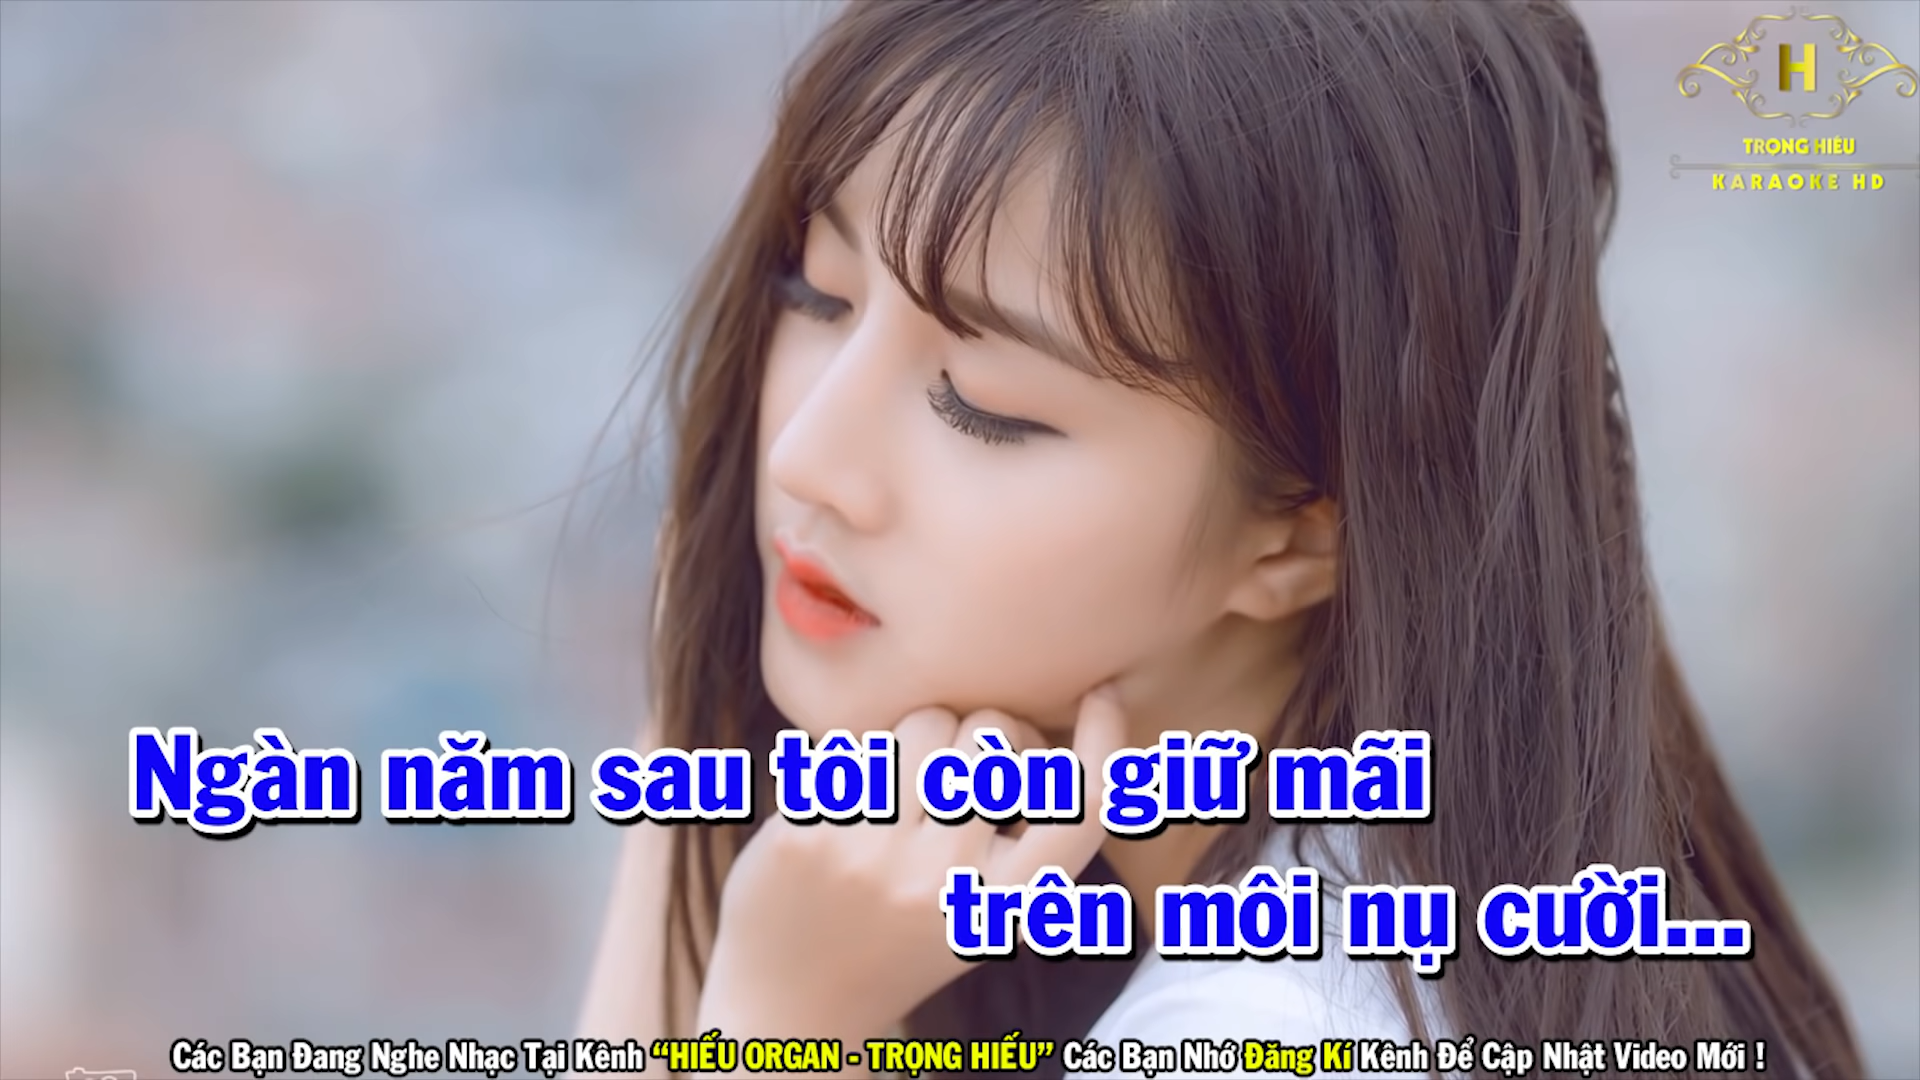 H
TRỌNG HIẾU
KARAOKE HD
Ngàn năm sau tôi còn giữ mãi
trên môi nụ cười...
Các Bạn Đang Nghe Nhạc Tại Kênh “HIẾU ORGAN - TRỌNG HIẾU” Các Bạn Nhớ Đăng Kí Kênh Để Cập Nhật Video Mới !